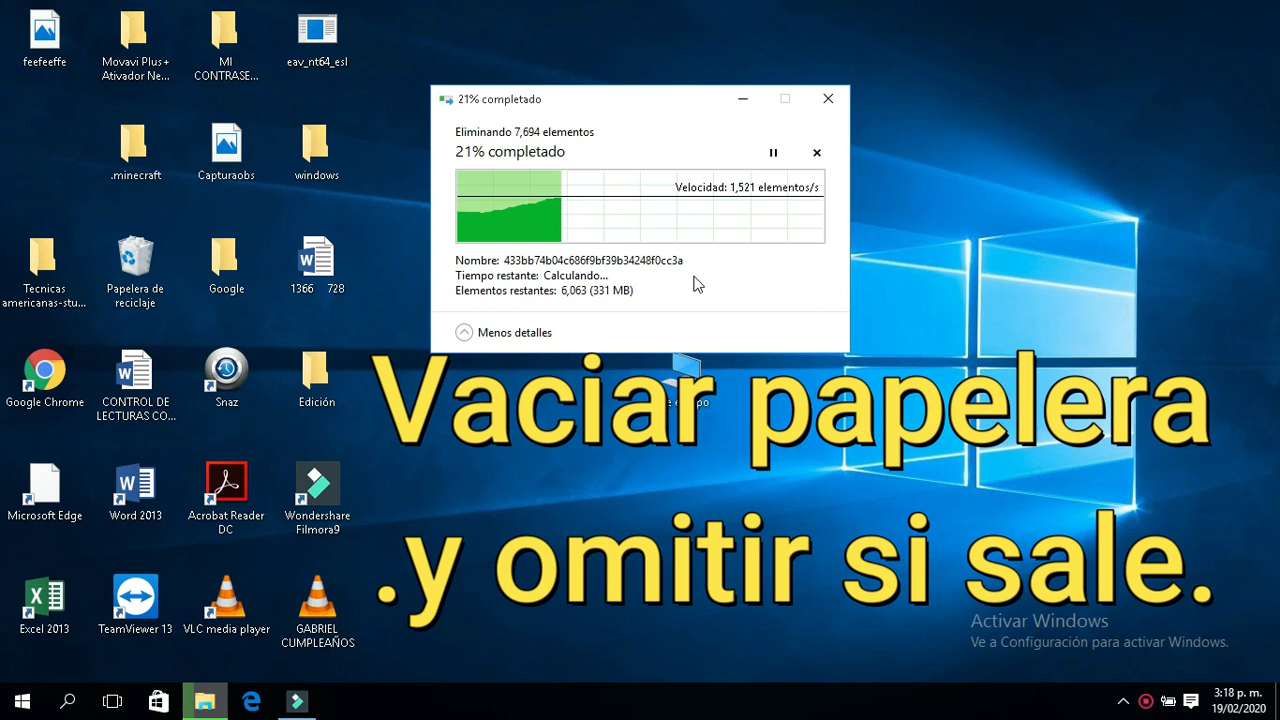 feefeeffe
Movavi Plus+
Ativador Ne...
MI
CONTRASE...
eav_nt64_esl
.minecraft
Capturaobs
windows
Tecnicas
americanas-stu...
Papelera de
reciclaje
Google
1366 728
Google Chrome
CONTROL DE
LECTURAS CO...
Snaz
Edición
Microsoft Edge
Word 2013
Acrobat Reader
DC
Wondershare
Filmora9
Excel 2013
TeamViewer 13
VLC media player
GABRIEL
CUMPLEAÑOS
21% completado
Eliminando 7,694 elementos
21% completado
Velocidad: 1,521 elementos/s
Nombre: 433bb74b04c686f9bf39b34248f0cc3a
Tiempo restante: Calculando...
Elementos restantes: 6,063 (331 MB)
Menos detalles
Vaciar papelera
.y omitir si sale.
Activar Windows
Ve a Configuración para activar Windows.
3:18 p. m.
19/02/2020